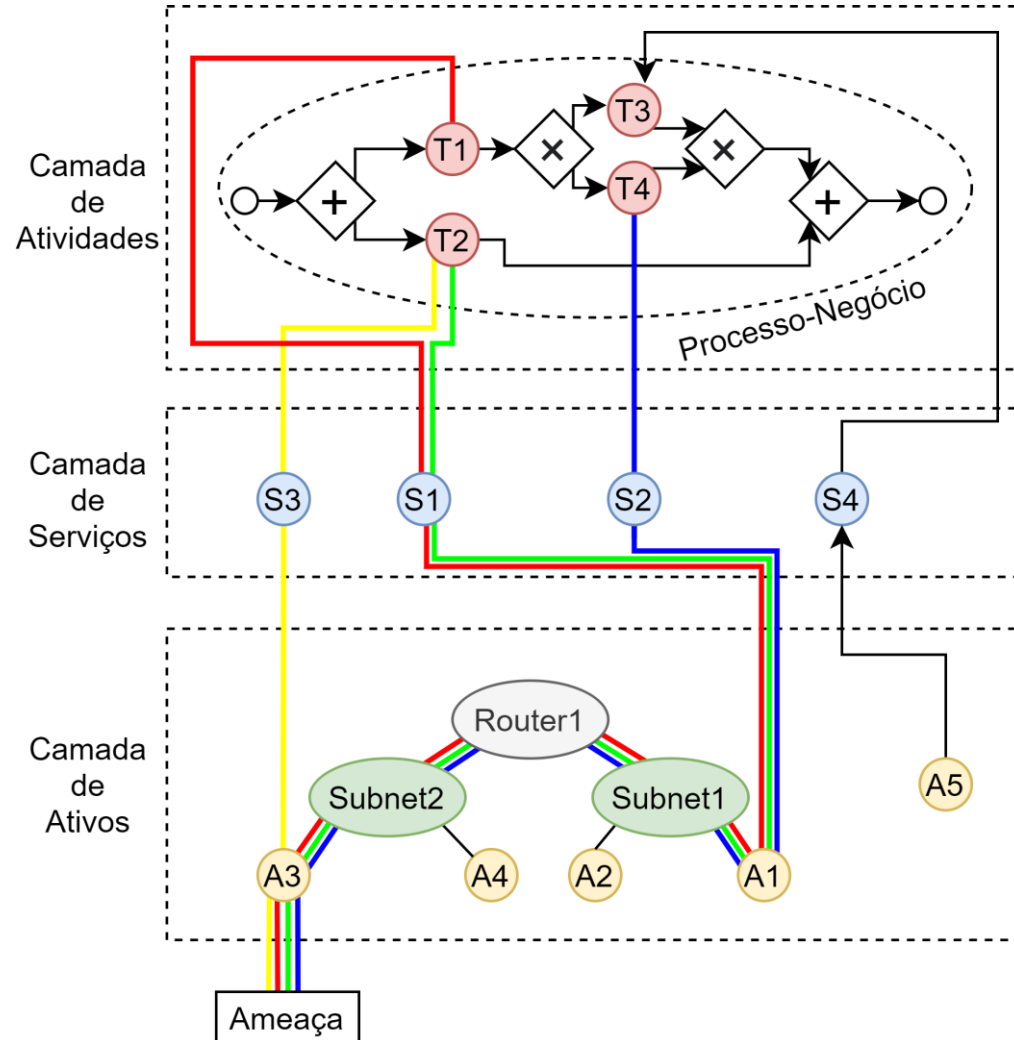 Camada
de
Atividades
T1
T2
T3
T4
+
×
×
+
Processo-Negócio
Camada
de
Serviços
S3
S1
S2
S4
Camada
de
Ativos
Router1
Subnet2
Subnet1
A5
A3
A4
A2
A1
Ameaça